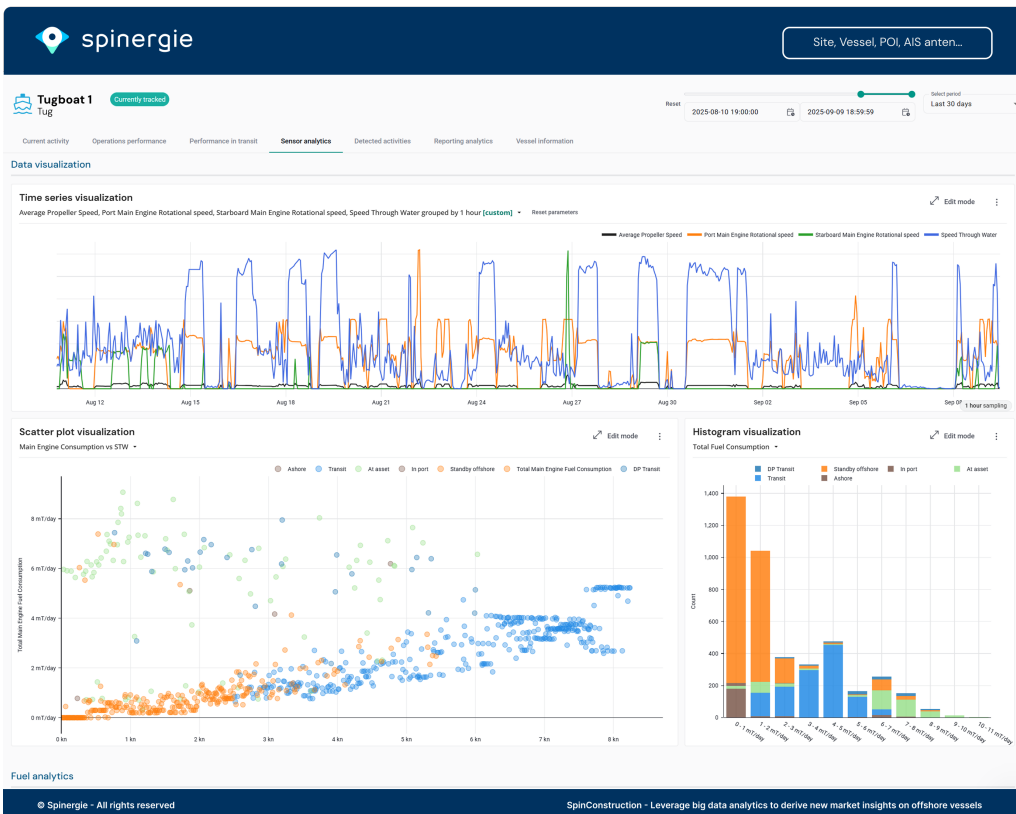 spinergie
Site, Vessel, POI, AIS anten...
Tugboat 1
Currently tracked
Tug
Reset
2025-08-10 19:00:00
2025-09-09 18:59:59
Select period
Last 30 days
Current activity
Operations performance
Performance in transit
Sensor analytics
Detected activities
Reporting analytics
Vessel information
Data visualization
Time series visualization
Edit mode
Average Propeller Speed, Port Main Engine Rotational speed, Starboard Main Engine Rotational speed, Speed Through Water grouped by 1 hour [custom]
Reset parameters
Average Propeller Speed
Port Main Engine Rotational speed
Starboard Main Engine Rotational speed
Speed Through Water
Aug 12
Aug 15
Aug 18
Aug 21
Aug 24
Aug 27
Aug 30
Sep 02
Sep 05
Sep 0
1 hour sampling
Scatter plot visualization
Edit mode
Main Engine Consumption vs STW
Ashore
Transit
At asset
In port
Standby offshore
Total Main Engine Fuel Consumption
DP Transit
Total Main Engine Fuel Consumption
8 mT/day
6 mT/day
4 mT/day
2 mT/day
0 mT/day
0 kn
1 kn
2 kn
3 kn
4 kn
5 kn
6 kn
7 kn
8 kn
Histogram visualization
Edit mode
Total Fuel Consumption
DP Transit
Standby offshore
In port
At asset
Transit
Ashore
Count
1,400
1,200
1,000
800
600
400
200
0
0 - 1 mT/day
1 - 2 mT/day
2 - 3 mT/day
3 - 4 mT/day
4 - 5 mT/day
5 - 6 mT/day
6 - 7 mT/day
7 - 8 mT/day
8 - 9 mT/day
9 - 10 mT/day
10 - 11 mT/day
Fuel analytics
© Spinergie - All rights reserved
SpinConstruction - Leverage big data analytics to derive new market insights on offshore vessels